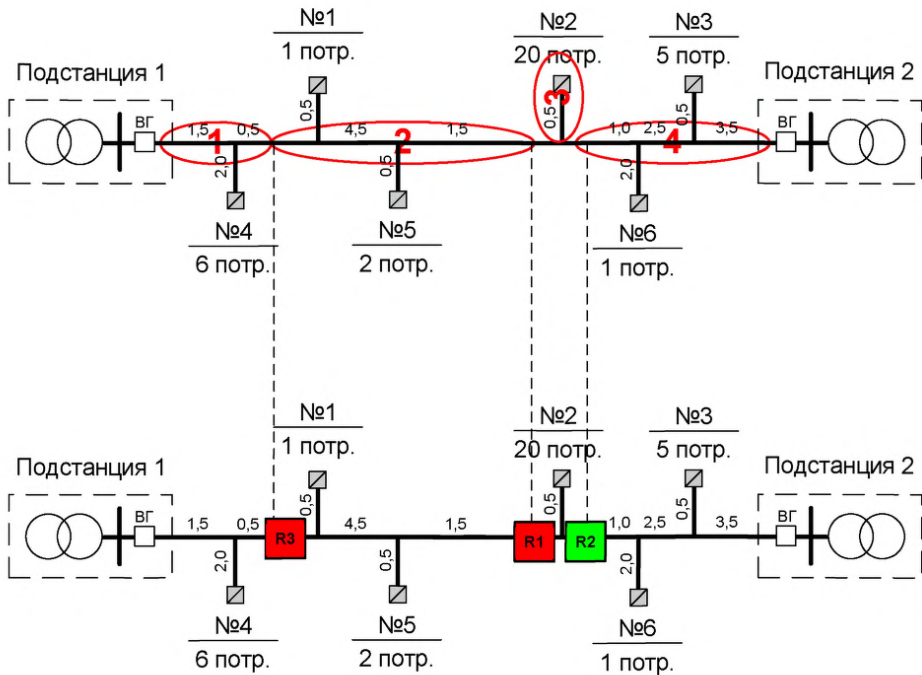 №1
1 потр.
№2
20 потр.
№3
5 потр.
Подстанция 1
Подстанция 2
ВГ
1,5
0,5
0,5
4,5
1,5
0,5
1,0
2,5
0,5
3,5
ВГ
1
2
3
4
2,0
0,5
2,0
№4
6 потр.
№5
2 потр.
№6
1 потр.
№1
1 потр.
№2
20 потр.
№3
5 потр.
Подстанция 1
Подстанция 2
ВГ
1,5
0,5
0,5
4,5
1,5
0,5
1,0
2,5
0,5
3,5
ВГ
R3
R1
R2
2,0
0,5
2,0
№4
6 потр.
№5
2 потр.
№6
1 потр.